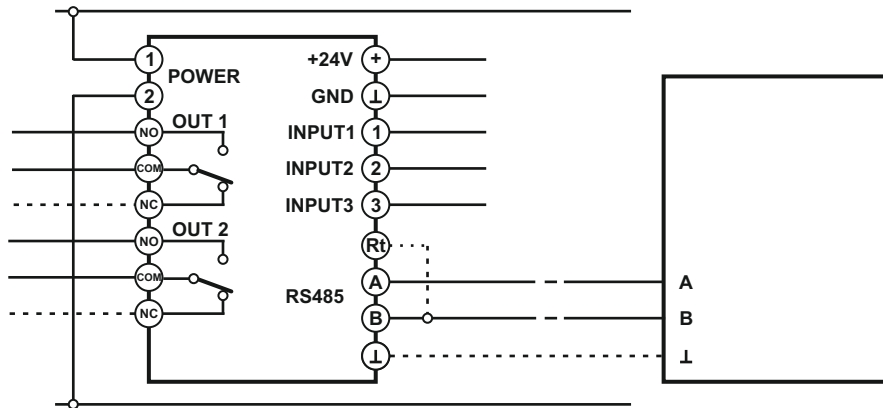 1
POWER
2
NO
OUT 1
COM
NC
NO
OUT 2
COM
NC
+24V +
GND ⊥
INPUT1 1
INPUT2 2
INPUT3 3
Rt
RS485
A
B
⊥
A
B
⊥